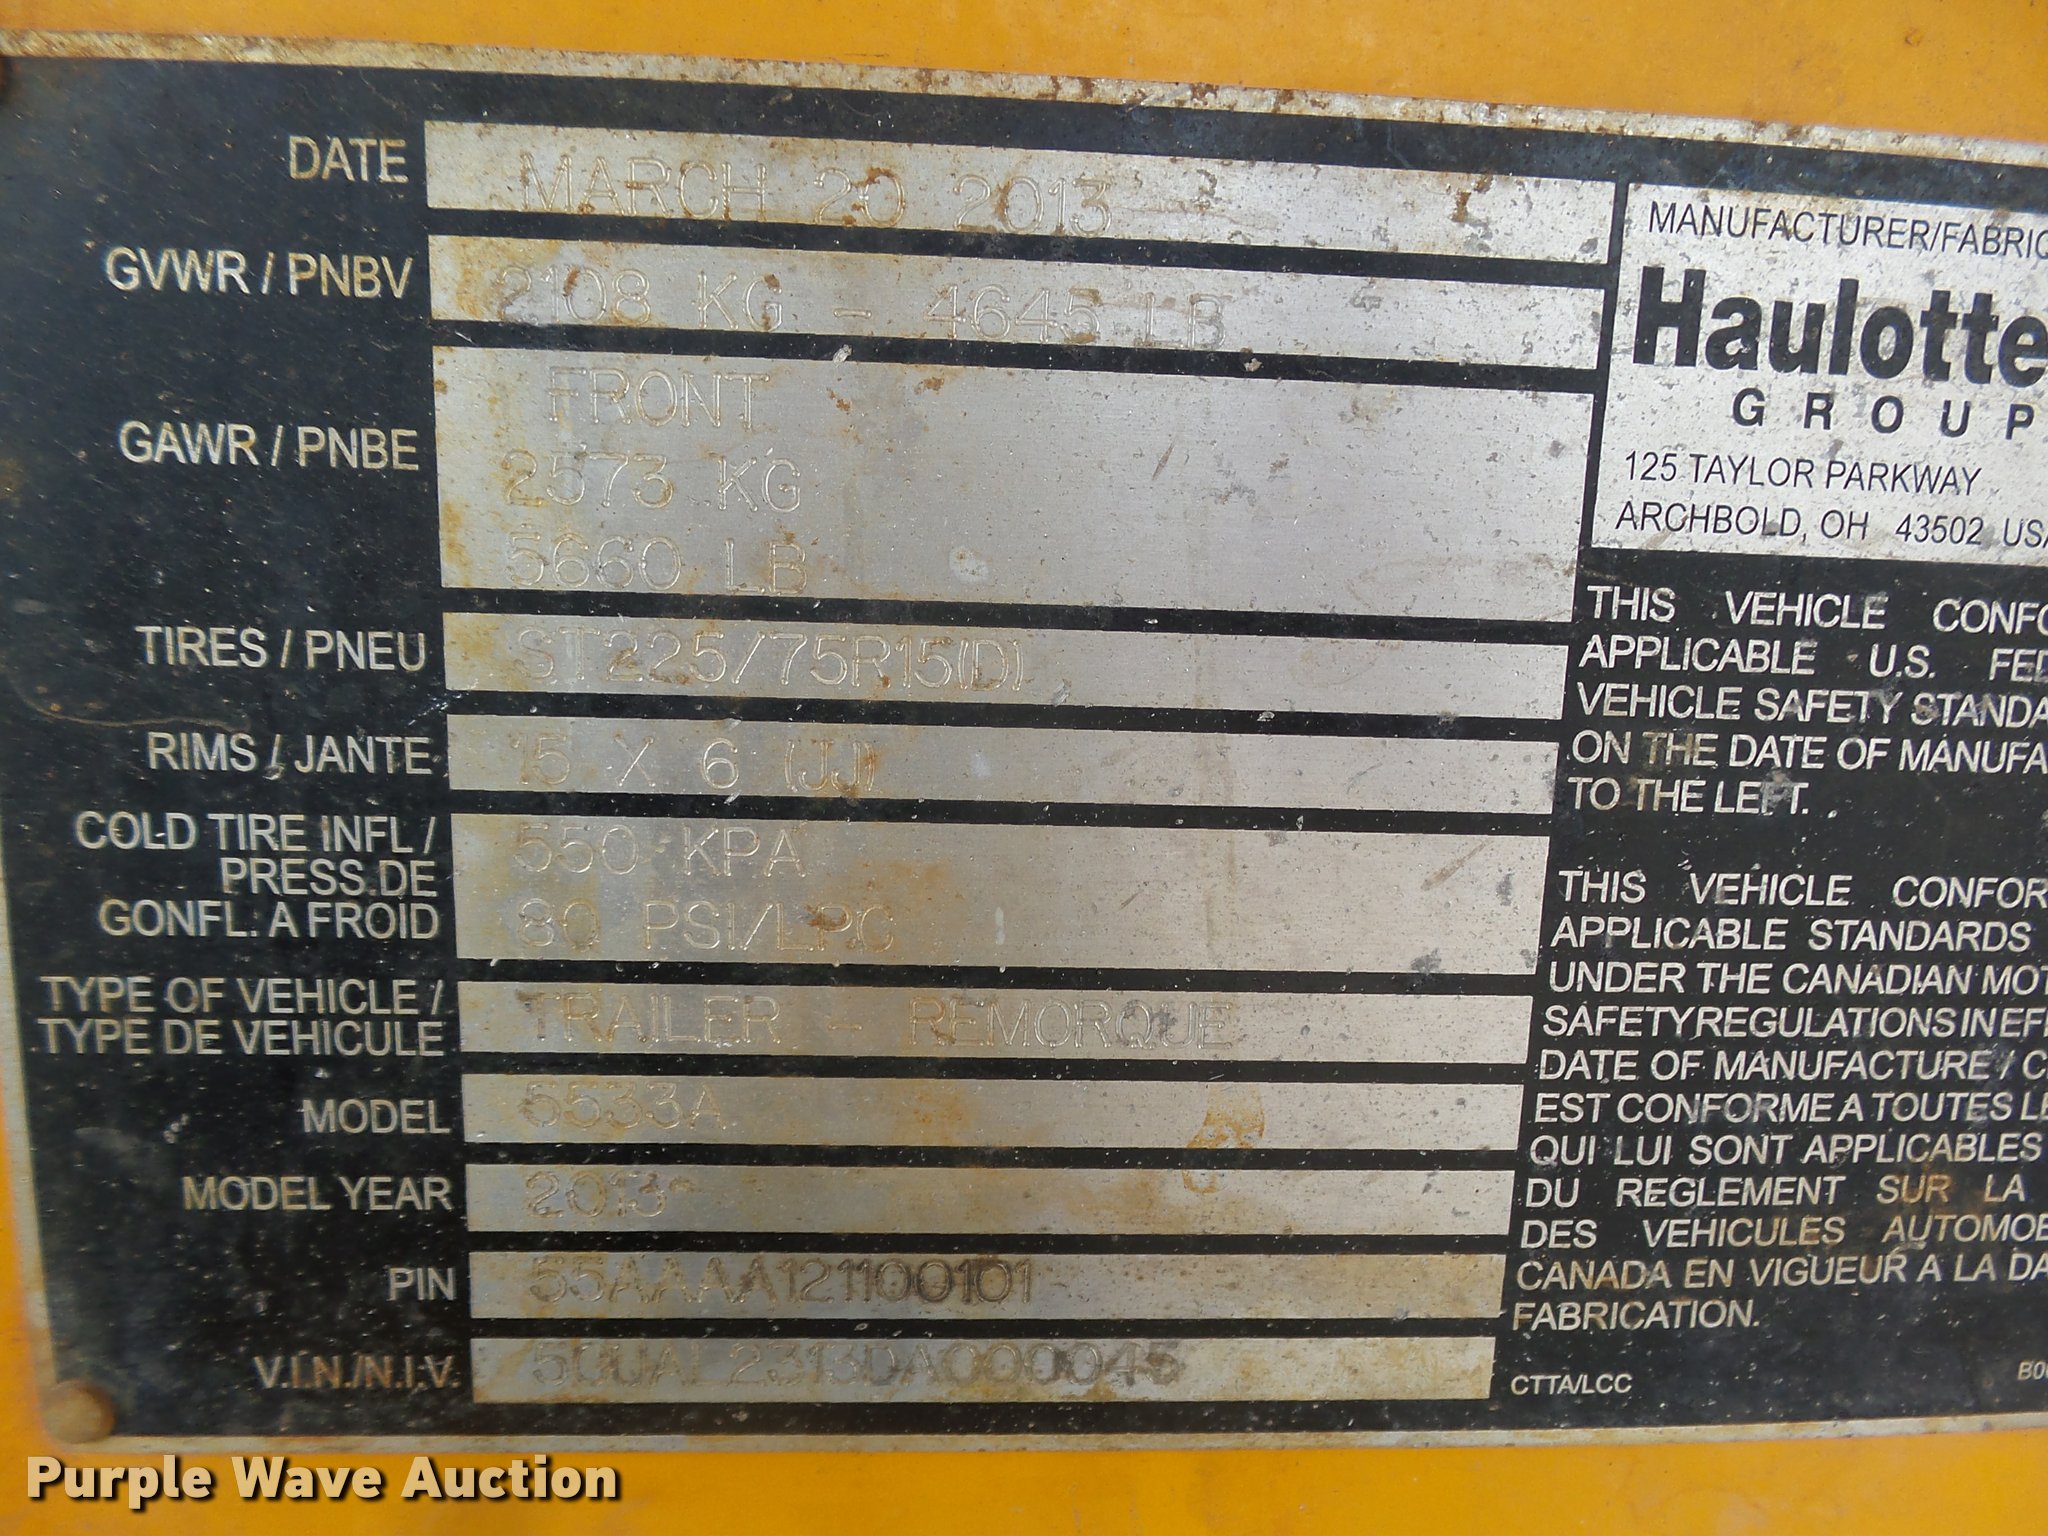 DATE MARCH 20 2013
GVWR / PNBV 2108 KG - 4645 LB
GAWR / PNBE FRONT
2573 KG
5660 LB
TIRES / PNEU ST225/75R15(D)
RIMS / JANTE 15 X 6 (JJ)
COLD TIRE INFL / 550 KPA
PRESS.DE
GONFL. A FROID 80 PSI/LPC
TYPE OF VEHICLE / TRAILER - REMORQUE
TYPE DE VEHICULE
MODEL 5533A
MODEL YEAR 2013
PIN 55AAAA121100101
V.I.N./N.I.V.
MANUFACTURER/FABRIQ
Haulotte
GROUP
125 TAYLOR PARKWAY
ARCHBOLD, OH 43502 USA
THIS VEHICLE CONFO
APPLICABLE U.S. FED
VEHICLE SAFETY STANDA
ON THE DATE OF MANUFA
TO THE LEFT.
THIS VEHICLE CONFOR
APPLICABLE STANDARDS
UNDER THE CANADIAN MOT
SAFETY REGULATIONS IN EFF
DATE OF MANUFACTURE / C
EST CONFORME A TOUTES LE
QUI LUI SONT APPLICABLES
DU REGLEMENT SUR LA
DES VEHICULES AUTOMOB
CANADA EN VIGUEUR A LA DA
FABRICATION.
CTTA/LCC
Purple Wave Auction